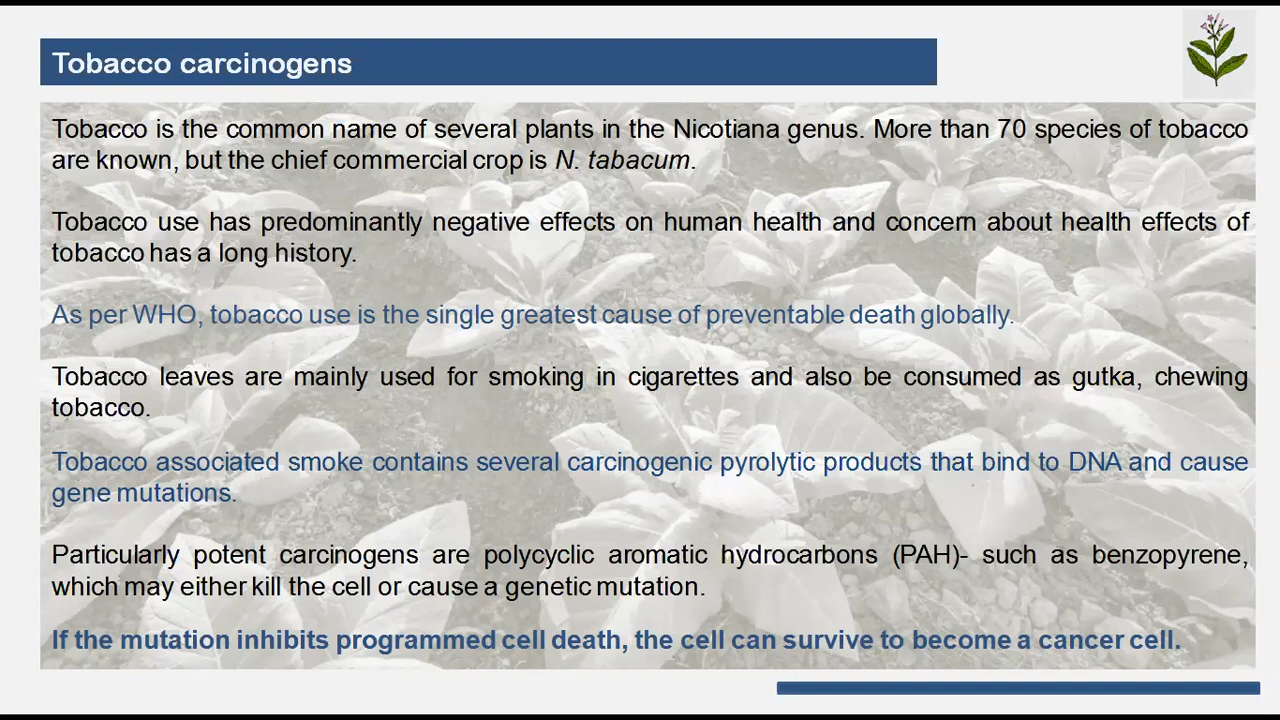 Tobacco carcinogens
Tobacco is the common name of several plants in the Nicotiana genus. More than 70 species of tobacco
are known, but the chief commercial crop is N. tabacum.
Tobacco use has predominantly negative effects on human health and concern about health effects of
tobacco has a long history.
As per WHO, tobacco use is the single greatest cause of preventable death globally.
Tobacco leaves are mainly used for smoking in cigarettes and also be consumed as gutka, chewing
tobacco.
Tobacco associated smoke contains several carcinogenic pyrolytic products that bind to DNA and cause
gene mutations.
Particularly potent carcinogens are polycyclic aromatic hydrocarbons (PAH)- such as benzopyrene,
which may either kill the cell or cause a genetic mutation.
If the mutation inhibits programmed cell death, the cell can survive to become a cancer cell.